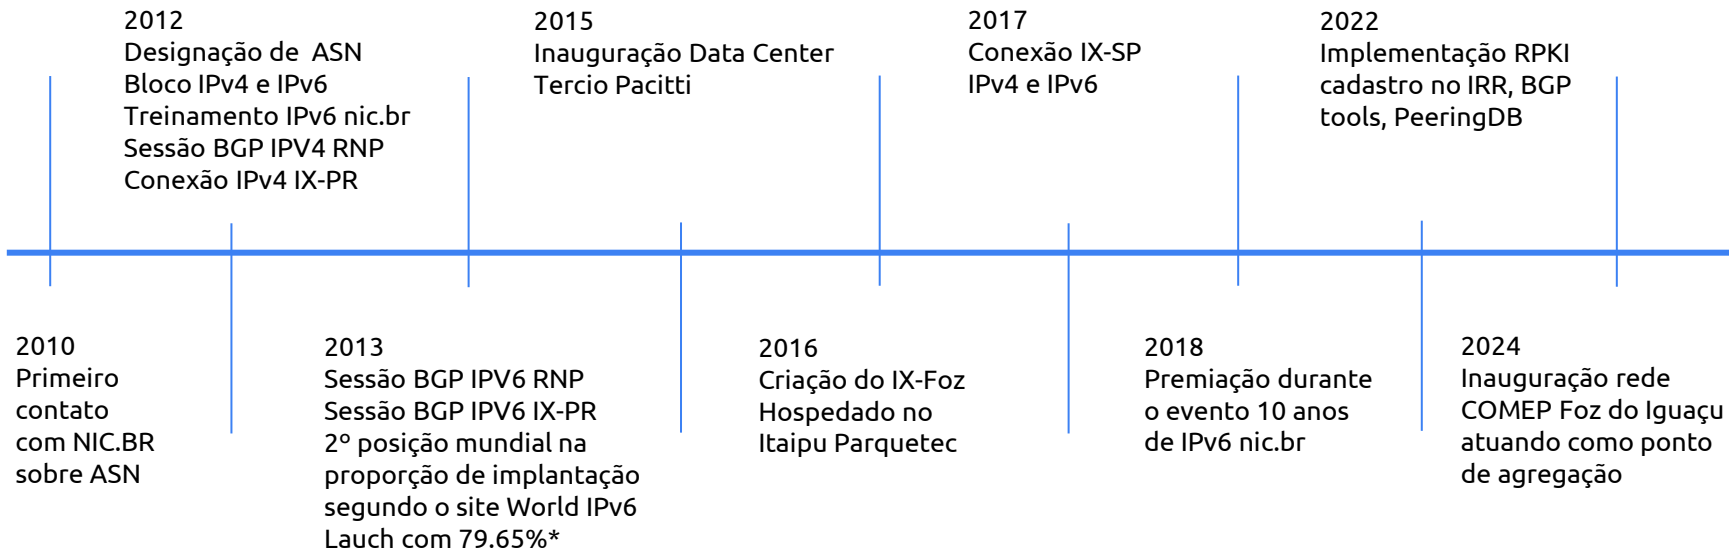 2012
Designação de  ASN
Bloco IPv4 e IPv6
Treinamento IPv6 nic.br
Sessão BGP IPV4 RNP
Conexão IPv4 IX-PR
2015
Inauguração Data Center
Tercio Pacitti
2017
Conexão IX-SP
IPv4 e IPv6
2022
Implementação RPKI
cadastro no IRR, BGP
tools, PeeringDB
2010
Primeiro
contato
com NIC.BR
sobre ASN
2013
Sessão BGP IPV6 RNP
Sessão BGP IPV6 IX-PR
2º posição mundial na
proporção de implantação
segundo o site World IPv6
Lauch com 79.65%*
2016
Criação do IX-Foz
Hospedado no
Itaipu Parquetec
2018
Premiação durante
o evento 10 anos
de IPv6 nic.br
2024
Inauguração rede
COMEP Foz do Iguaçu
atuando como ponto
de agregação